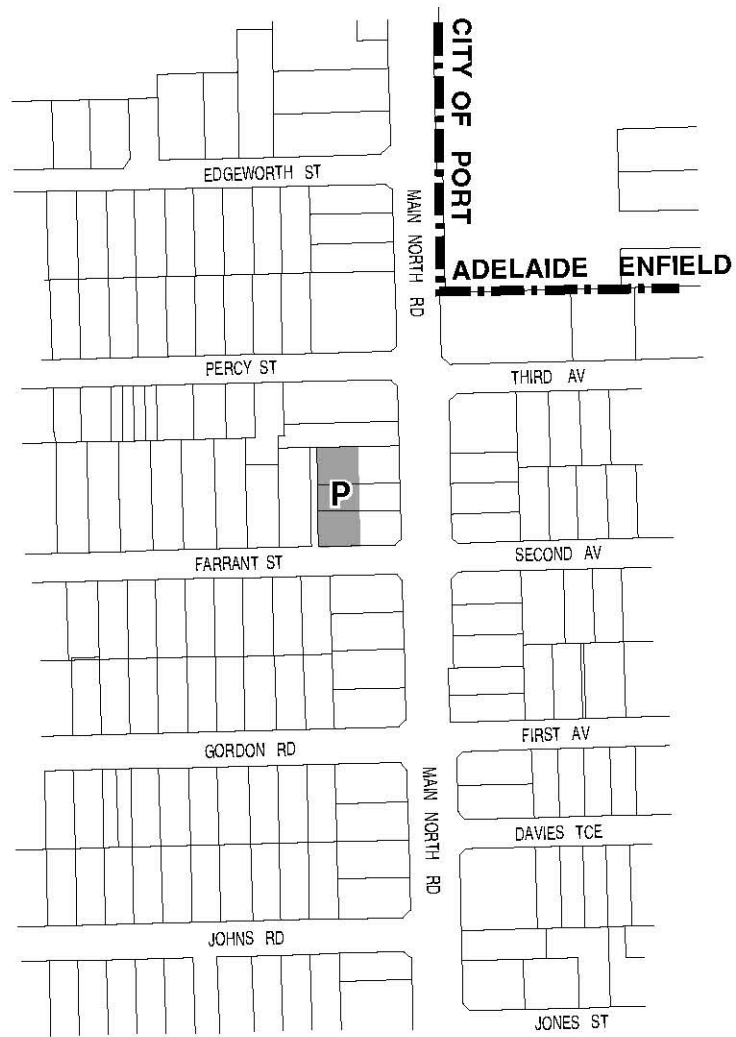 CITY OF PORT
EDGEWORTH ST
MAIN NORTH RD
ADELAIDE ENFIELD
PERCY ST
THIRD AV
P
FARRANT ST
SECOND AV
GORDON RD
FIRST AV
MAIN NORTH RD
DAVIES TCE
JOHNS RD
JONES ST